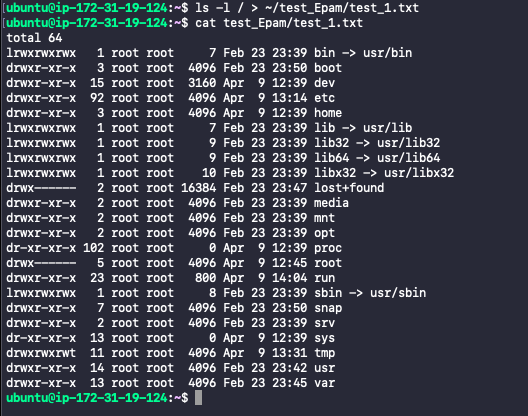 ubuntu@ip-172-31-19-124:~$ ls -l / > ~/test_Epam/test_1.txt
ubuntu@ip-172-31-19-124:~$ cat test_Epam/test_1.txt
total 64
lrwxrwxrwx   1 root root     7 Feb 23 23:39 bin -> usr/bin
drwxr-xr-x   3 root root  4096 Feb 23 23:50 boot
drwxr-xr-x  15 root root  3160 Apr  9 12:39 dev
drwxr-xr-x  92 root root  4096 Apr  9 13:14 etc
drwxr-xr-x   3 root root  4096 Apr  9 12:39 home
lrwxrwxrwx   1 root root     7 Feb 23 23:39 lib -> usr/lib
lrwxrwxrwx   1 root root     9 Feb 23 23:39 lib32 -> usr/lib32
lrwxrwxrwx   1 root root     9 Feb 23 23:39 lib64 -> usr/lib64
lrwxrwxrwx   1 root root    10 Feb 23 23:39 libx32 -> usr/libx32
drwx------   2 root root 16384 Feb 23 23:47 lost+found
drwxr-xr-x   2 root root  4096 Feb 23 23:39 media
drwxr-xr-x   2 root root  4096 Feb 23 23:39 mnt
drwxr-xr-x   2 root root  4096 Feb 23 23:39 opt
dr-xr-xr-x 102 root root     0 Apr  9 12:39 proc
drwx------   5 root root  4096 Apr  9 12:45 root
drwxr-xr-x  23 root root   800 Apr  9 14:04 run
lrwxrwxrwx   1 root root     8 Feb 23 23:39 sbin -> usr/sbin
drwxr-xr-x   7 root root  4096 Feb 23 23:50 snap
drwxr-xr-x   2 root root  4096 Feb 23 23:39 srv
dr-xr-xr-x  13 root root     0 Apr  9 12:39 sys
drwxrwxrwt  11 root root  4096 Apr  9 13:31 tmp
drwxr-xr-x  14 root root  4096 Feb 23 23:42 usr
drwxr-xr-x  13 root root  4096 Feb 23 23:45 var
ubuntu@ip-172-31-19-124:~$